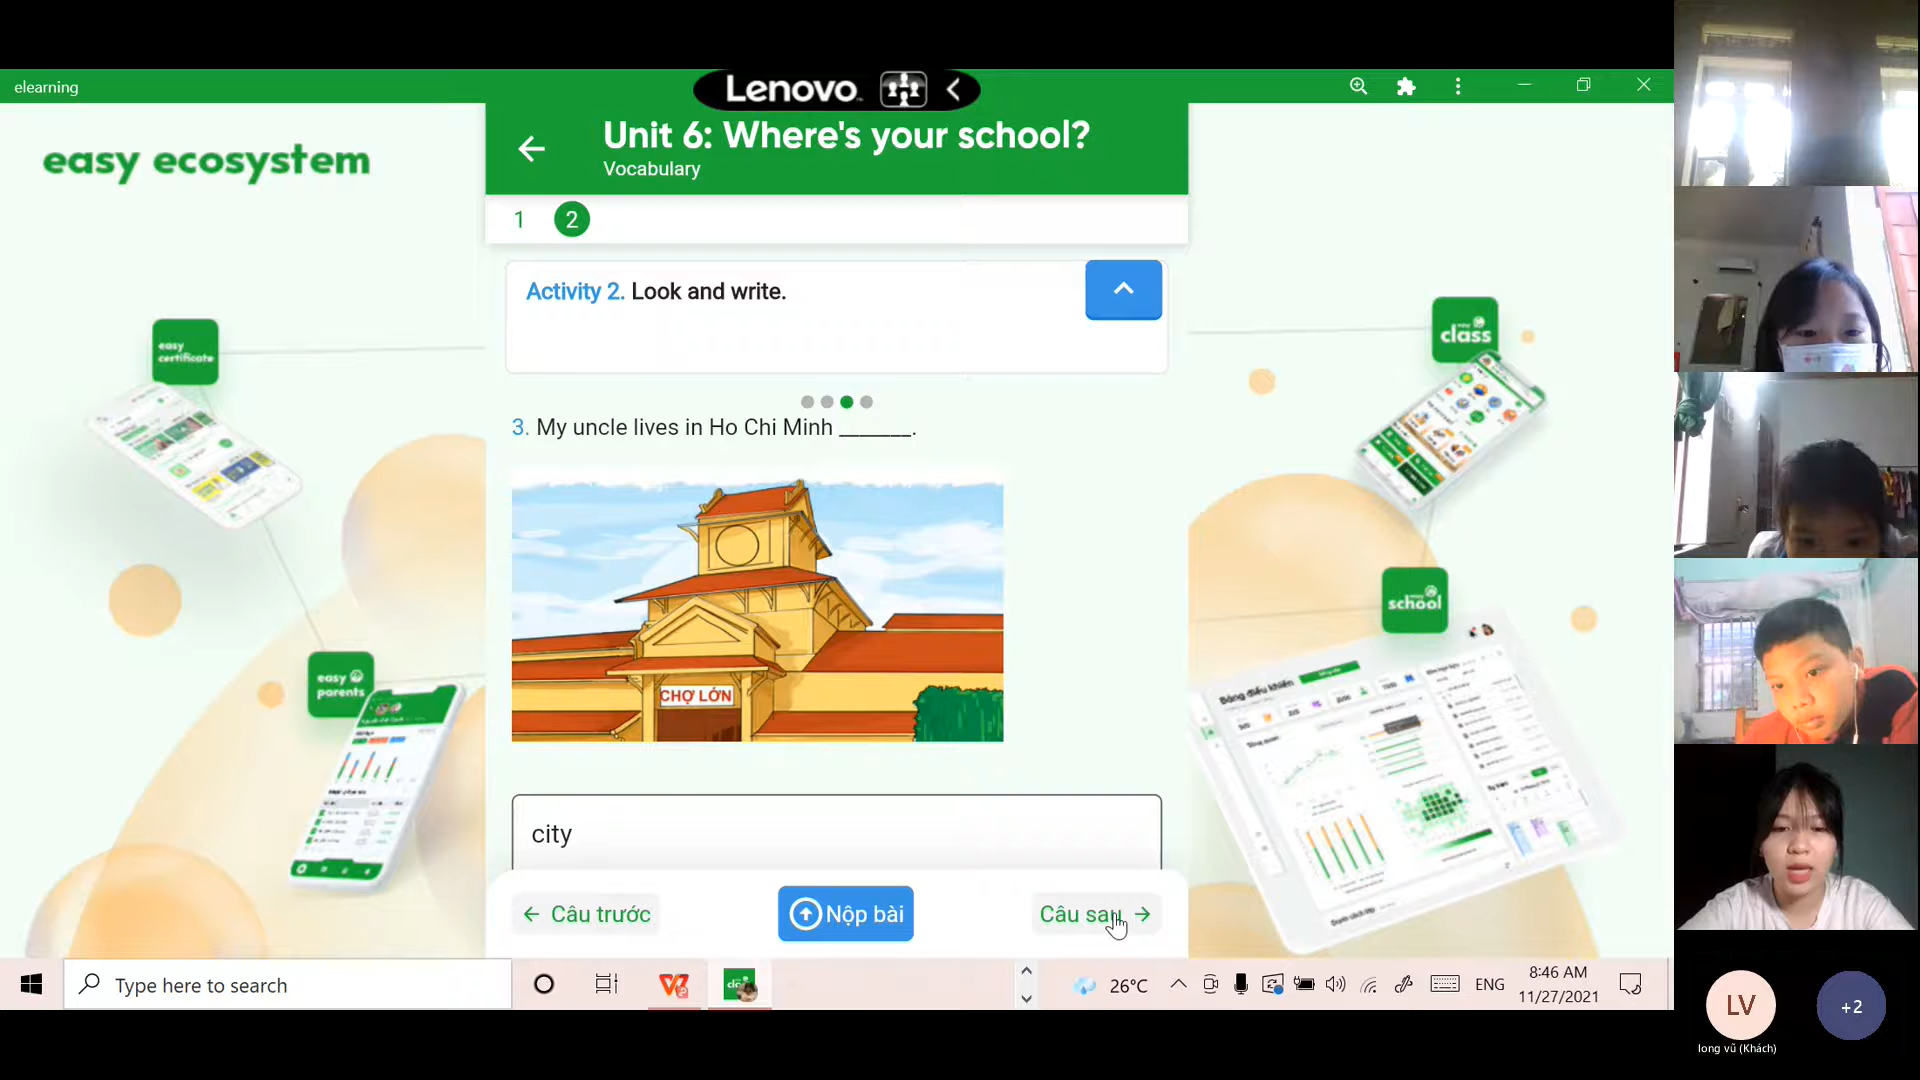 Lenovo
elearning
easy ecosystem
Unit 6: Where's your school?
Vocabulary
1 2
Activity 2. Look and write.
easy certificate
class
3. My uncle lives in Ho Chi Minh ______.
CHỢ LỚN
school
easy parents
Bảng điều khiển
city
Câu trước
Nộp bài
Câu sau
Type here to search
26°C
ENG
8:46 AM
11/27/2021
LV
+2
long vũ (Khách)